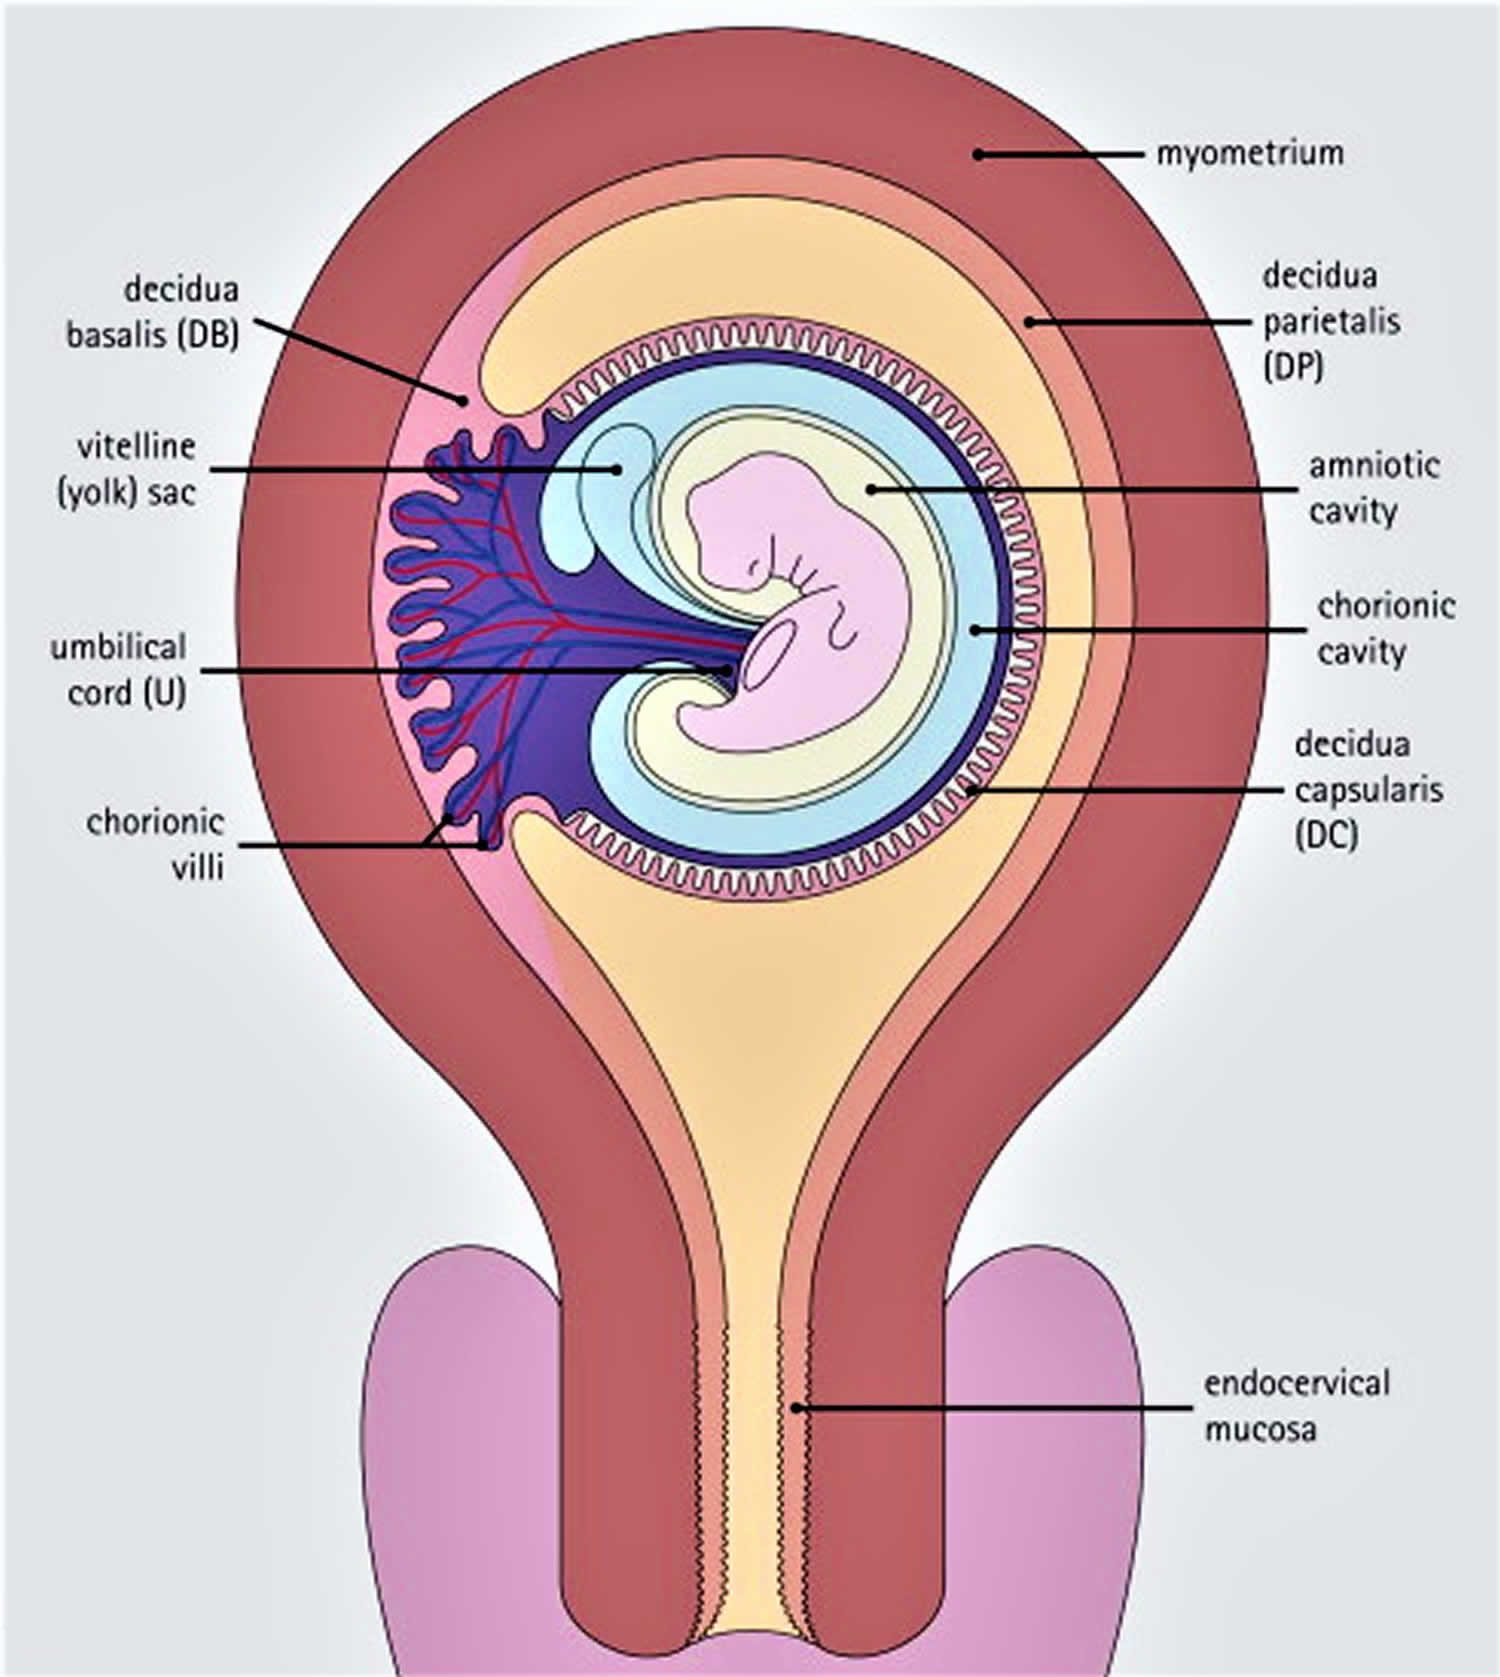 myometrium
decidua
parietalis
(DP)
amniotic
cavity
chorionic
cavity
decidua
capsularis
(DC)
endocervical
mucosa
decidua
basalis (DB)
vitelline
(yolk) sac
umbilical
cord (U)
chorionic
villi